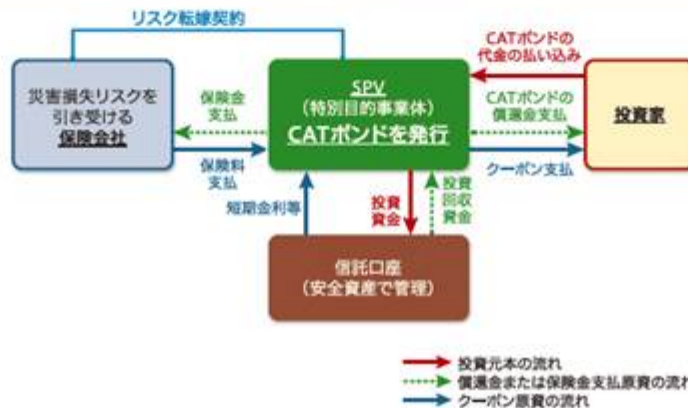 リスク転嫁契約
災害損失リスクを
引き受ける
保険会社
保険金
支払
保険料
支払
SPV
(特別目的事業体)
CATボンドを発行
CATボンドの
代金の払い込み
CATボンドの
償還金支払
クーポン支払
投資家
短期金利等
投資
資金
投資
回収
資金
信託口座
(安全資産で管理)
投資元本の流れ
償還金または保険金支払原資の流れ
クーポン原資の流れ